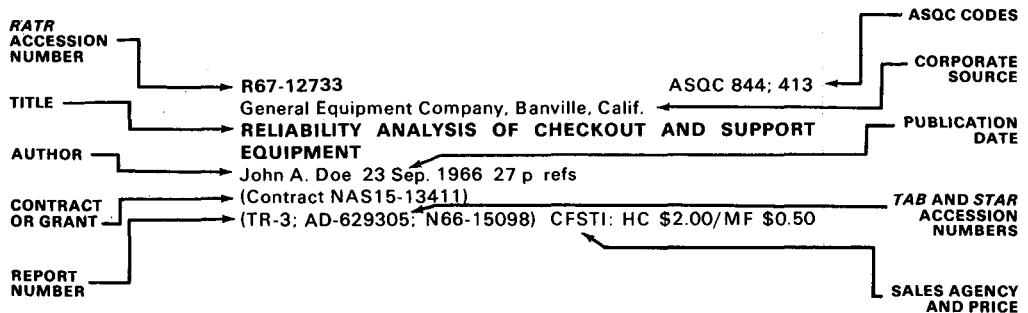 RATR
ACCESSION
NUMBER
TITLE
AUTHOR
CONTRACT
OR GRANT
REPORT
NUMBER
R67-12733 ASQC 844; 413
General Equipment Company, Banville, Calif.
RELIABILITY ANALYSIS OF CHECKOUT AND SUPPORT
EQUIPMENT
John A. Doe 23 Sep. 1966 27 p refs
(Contract NAS15-13411)
(TR-3; AD-629305; N66-15098) CFSTI: HC $2.00/MF $0.50
ASQC CODES
CORPORATE
SOURCE
PUBLICATION
DATE
TAB AND STAR
ACCESSION
NUMBERS
SALES AGENCY
AND PRICE